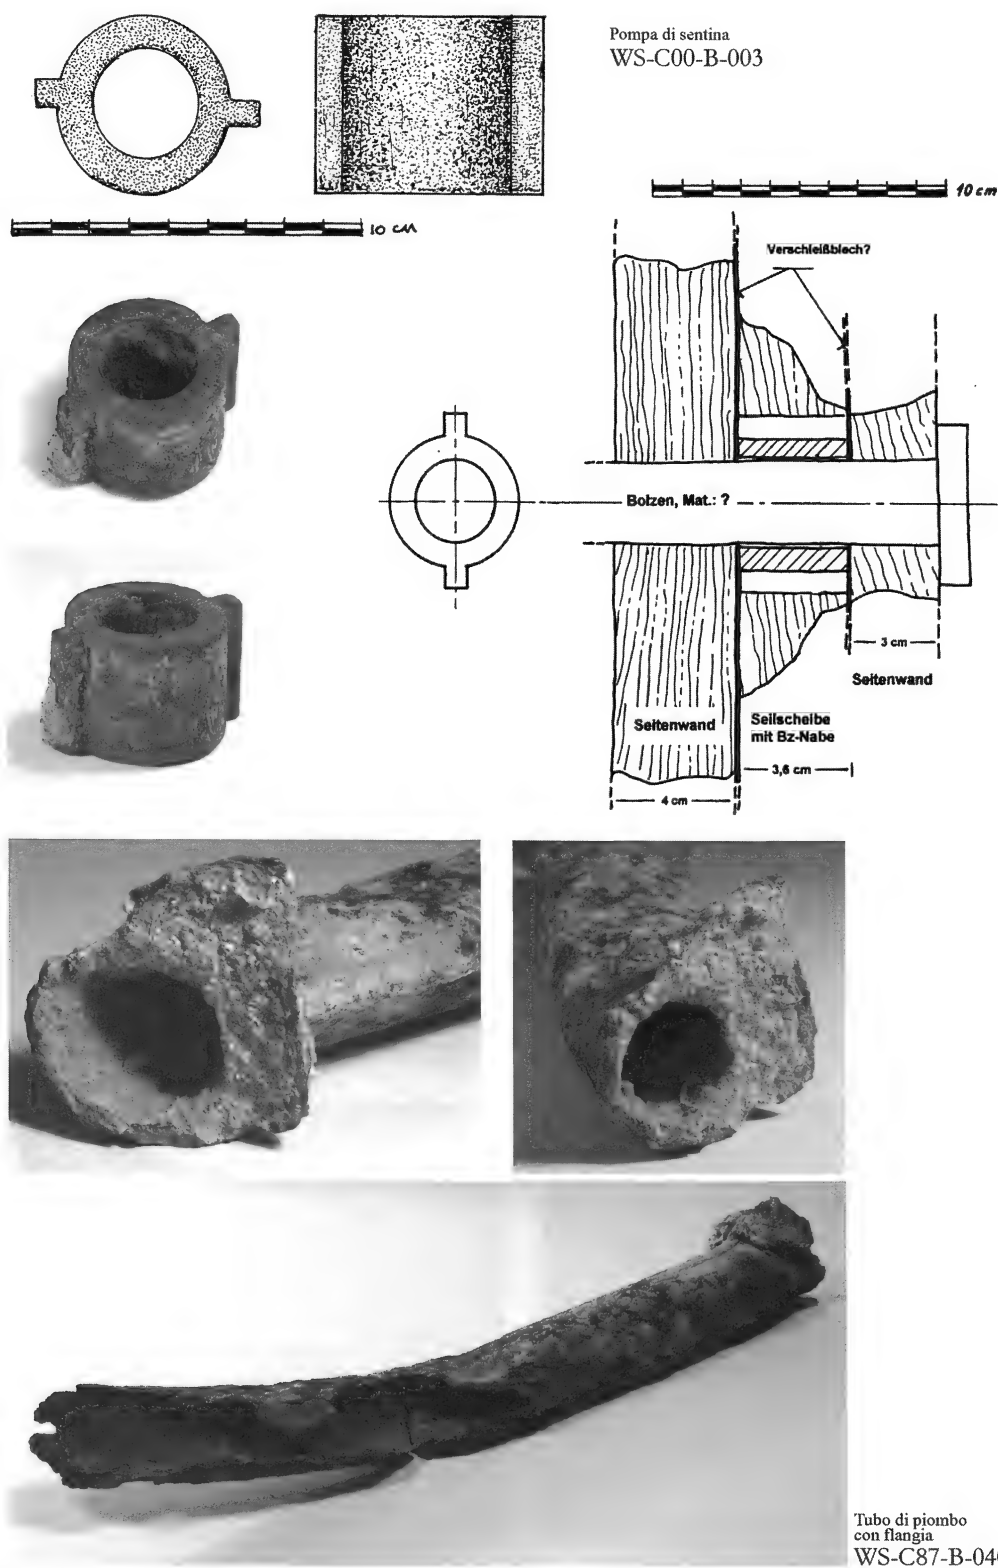 Pompa di sentina
WS-C00-B-003
10 cm
10 cm
Verschleißblech?
Bolzen, Mat.: ?
3 cm
Seitenwand
Seitenwand
Seilscheibe
mit Bz-Nabe
3,6 cm
4 cm
Tubo di piombo
con flangia